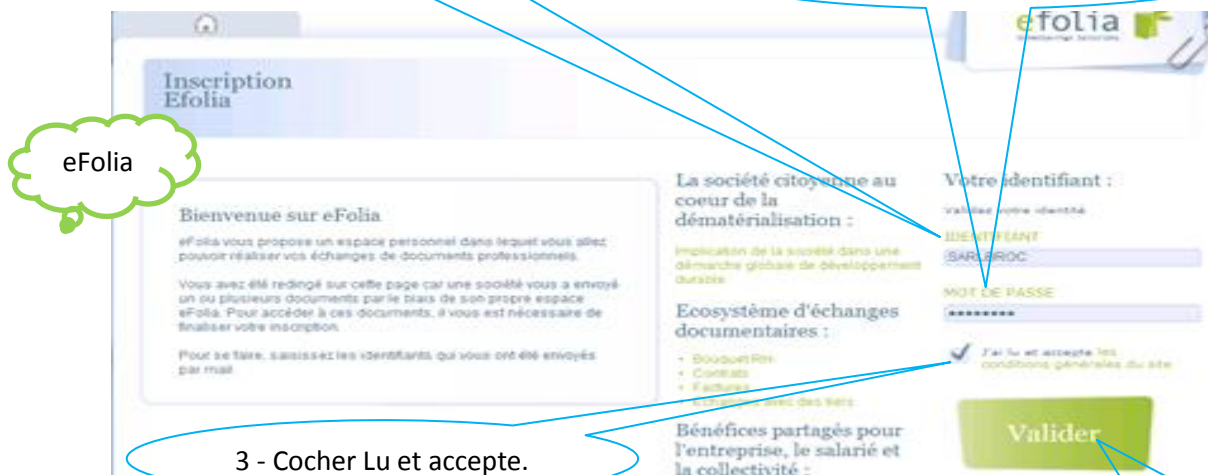 efolia
Inscription
Efolia
eFolia
Bienvenue sur eFolia
eFolia vous propose un espace personnel dans lequel vous allez
pouvoir réaliser vos échanges de documents professionnels.
Vous avez été redirigé sur cette page car une société vous a envoyé
un ou plusieurs documents par le biais de son propre espace
eFolia. Pour accéder à ces documents, il vous est nécessaire de
finaliser votre inscription.
Pour se faire, saisissez les identifiants qui vous ont été envoyés
par mail
La société citoyenne au
coeur de la
dématérialisation :
Implication de la société dans une
démarche globale de développement
durable
Ecosystème d'échanges
documentaires :
• Bouquet RH
• Contrats
• Factures
• Echanges avec des tiers
Bénéfices partagés pour
l'entreprise, le salarié et
la collectivité :
Votre identifiant :
Validez votre identité
IDENTIFIANT
SARLBROC
MOT DE PASSE
••••••••
J'ai lu et accepte les
conditions générales du site
Valider
3 - Cocher Lu et accepte.